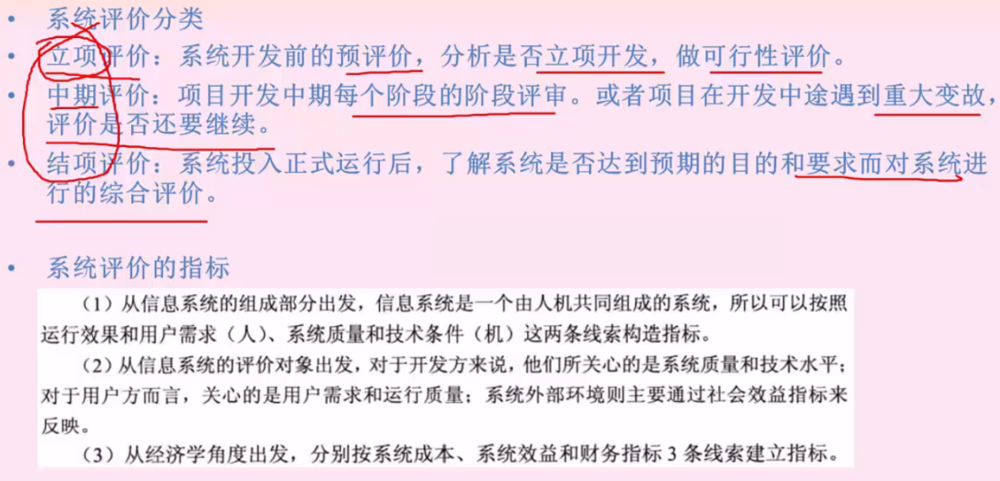 • 系统评价分类
• 立项评价：系统开发前的预评价，分析是否立项开发，做可行性评价。
• 中期评价：项目开发中期每个阶段的阶段评审。或者项目在开发中途遇到重大变故，
评价是否还要继续。
• 结项评价：系统投入正式运行后，了解系统是否达到预期的目的和要求而对系统进
行的综合评价。
• 系统评价的指标
（1）从信息系统的组成部分出发，信息系统是一个由人机共同组成的系统，所以可以按照
运行效果和用户需求（人）、系统质量和技术条件（机）这两条线索构造指标。
（2）从信息系统的评价对象出发，对于开发方来说，他们所关心的是系统质量和技术水平；
对于用户方而言，关心的是用户需求和运行质量；系统外部环境则主要通过社会效益指标来
反映。
（3）从经济学角度出发，分别按系统成本、系统效益和财务指标 3 条线索建立指标。